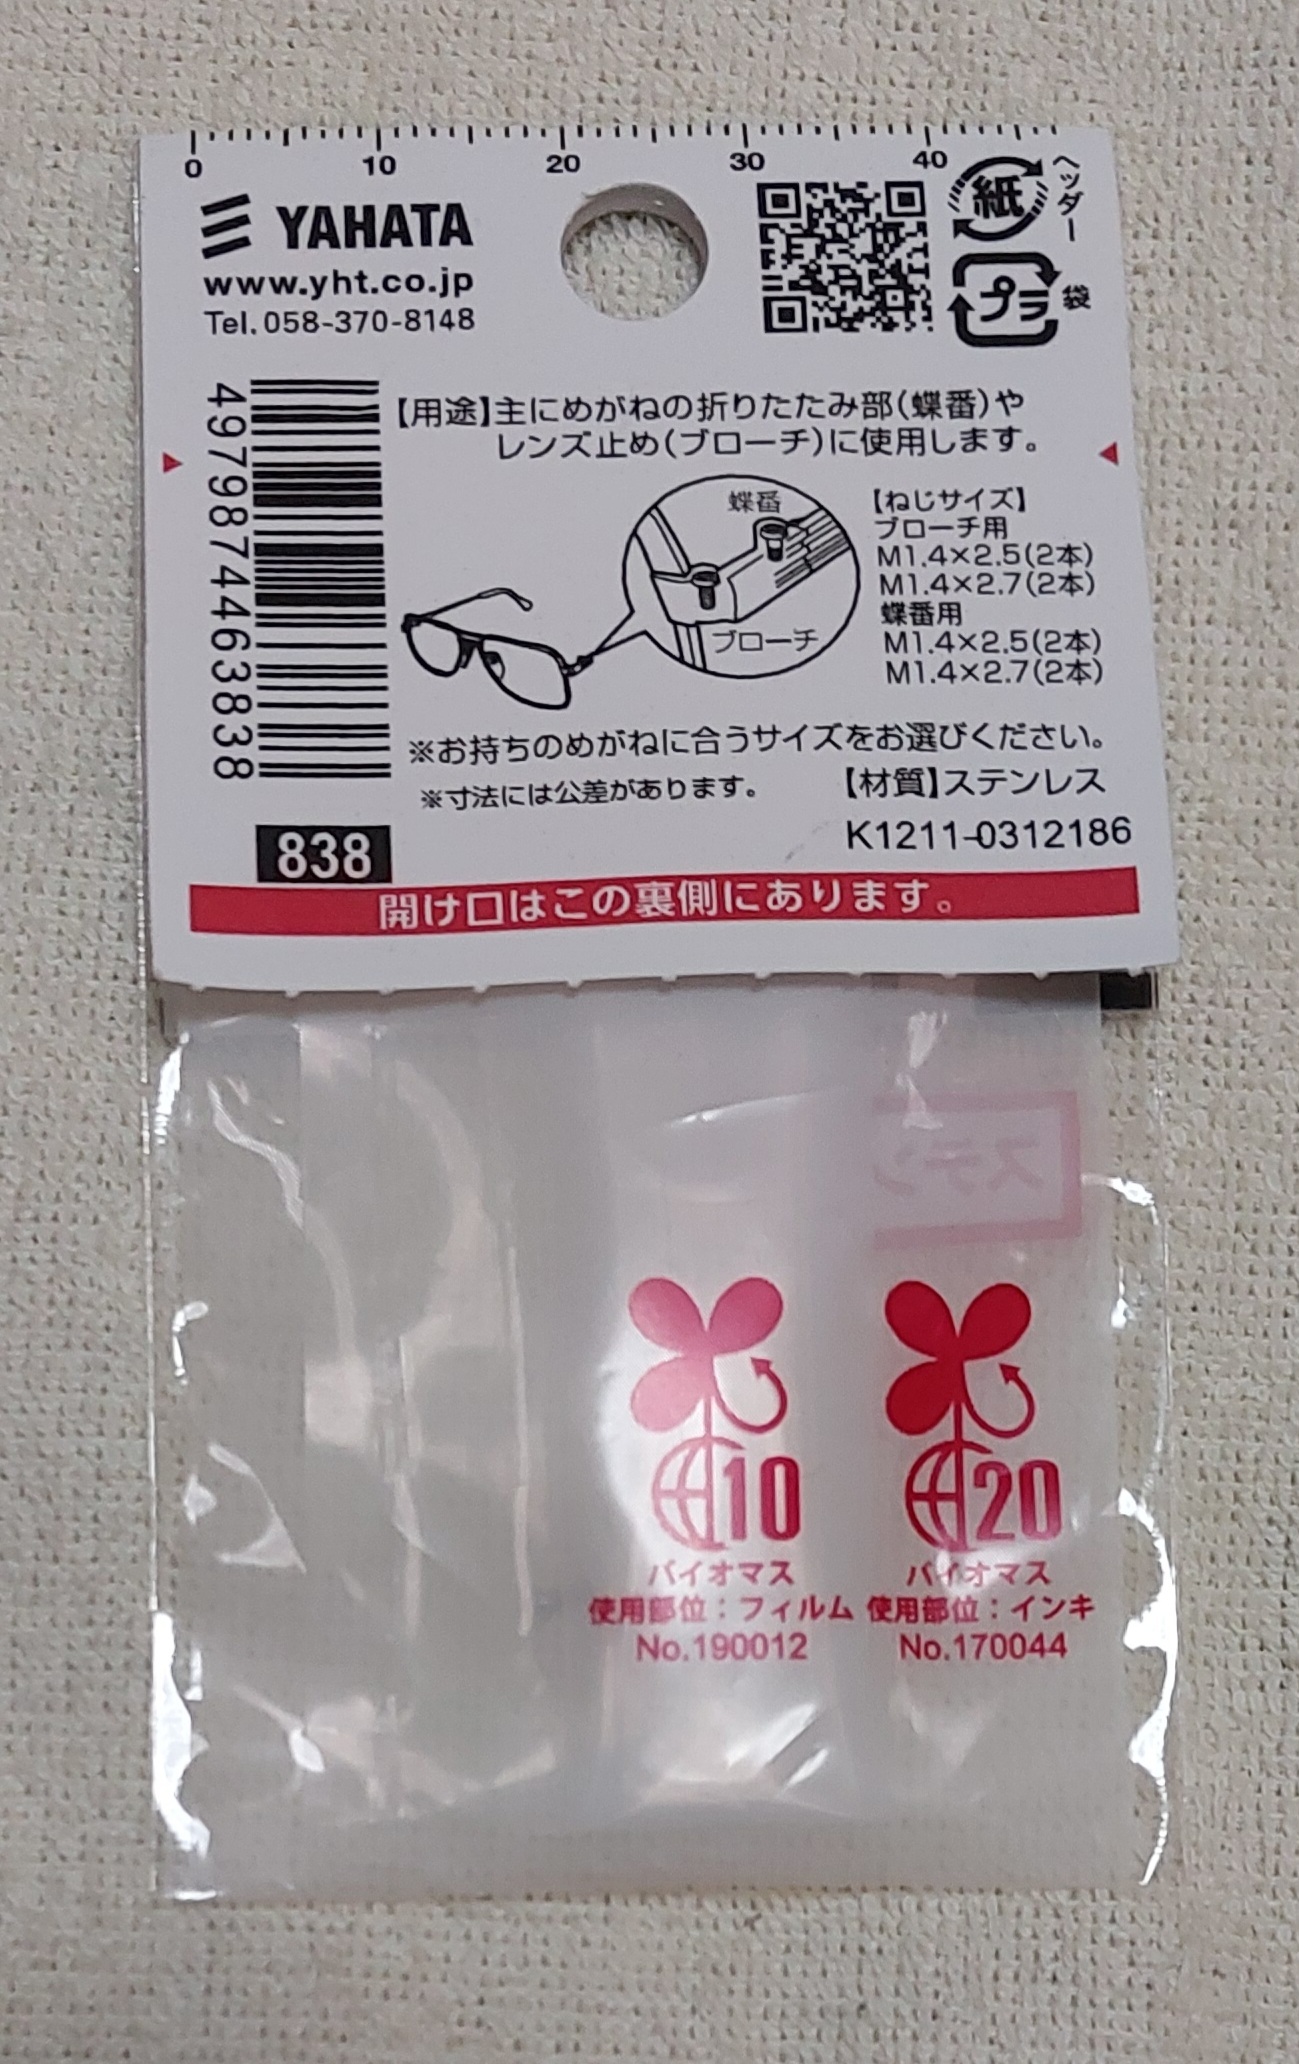 0 10 20 30 40
YAHATA
www.yht.co.jp
Tel.058-370-8148
紙
ヘッダー
プラ
袋
4979874463838
【用途】主にめがねの折りたたみ部(蝶番)や
レンズ止め(ブローチ)に使用します。
蝶番
ブローチ
【ねじサイズ】
ブローチ用
M1.4×2.5(2本)
M1.4×2.7(2本)
蝶番用
M1.4×2.5(2本)
M1.4×2.7(2本)
※お持ちのめがねに合うサイズをお選びください。
※寸法には公差があります。
【材質】ステンレス
K1211-0312186
838
開け口はこの裏側にあります。
ステン
10
バイオマス
使用部位：フィルム
No.190012
20
バイオマス
使用部位：インキ
No.170044